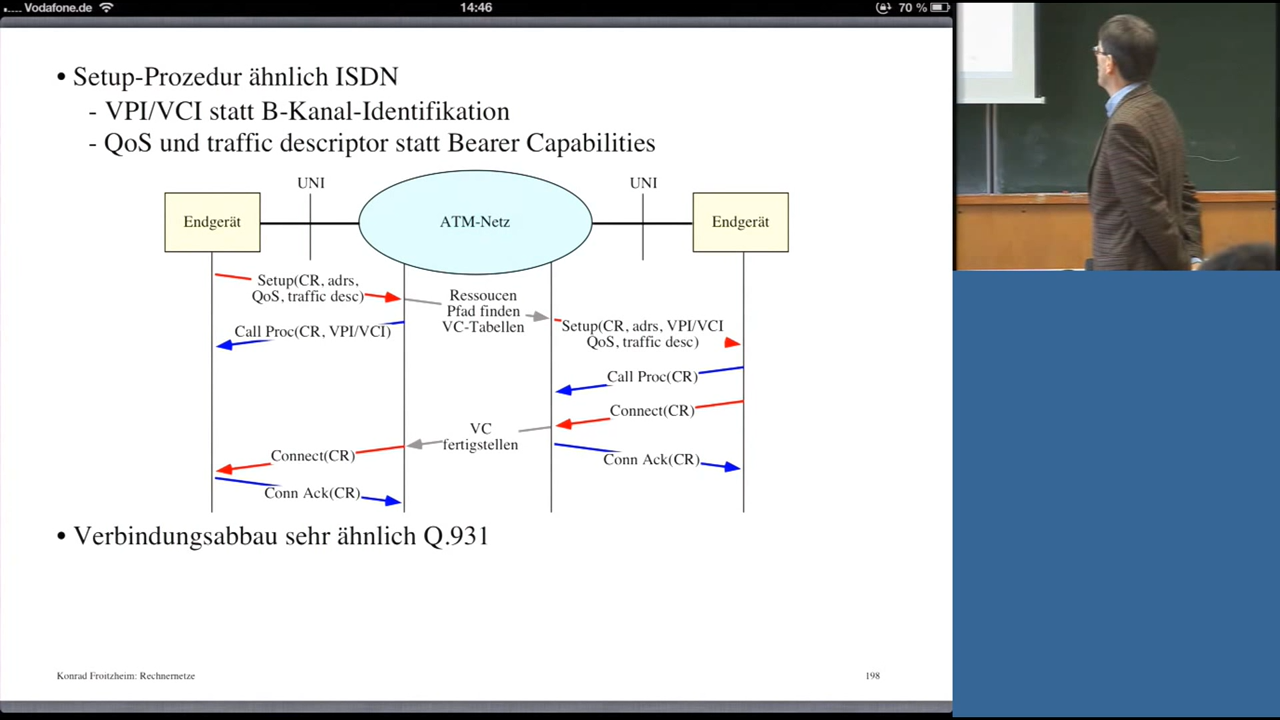 Vodafone.de 14:46 70 %
• Setup-Prozedur ähnlich ISDN
- VPI/VCI statt B-Kanal-Identifikation
- QoS und traffic descriptor statt Bearer Capabilities
UNI
UNI
Endgerät
ATM-Netz
Endgerät
Setup(CR, adrs,
QoS, traffic desc)
Ressoucen
Pfad finden
VC-Tabellen
Call Proc(CR, VPI/VCI)
Setup(CR, adrs, VPI/VCI
QoS, traffic desc)
Call Proc(CR)
Connect(CR)
VC
fertigstellen
Connect(CR)
Conn Ack(CR)
Conn Ack(CR)
• Verbindungsabbau sehr ähnlich Q.931
Konrad Froitzheim: Rechnernetze
198